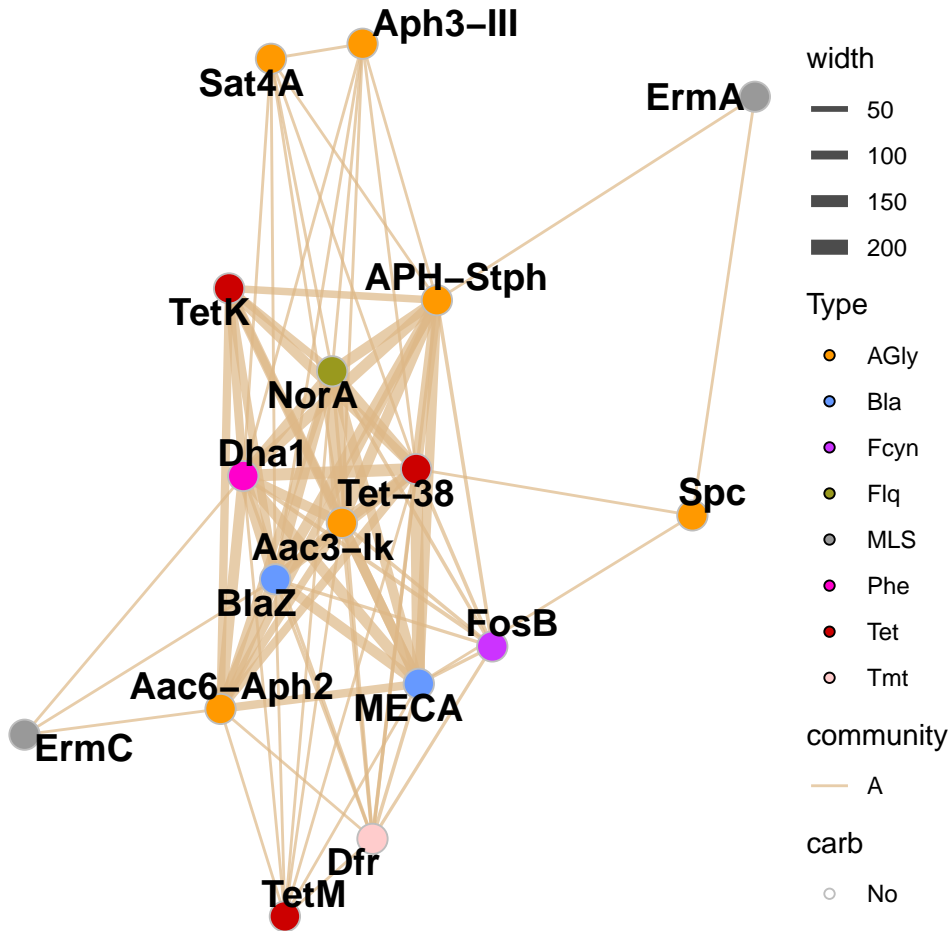 Aph3−III
Sat4A
ErmA
APH−Stph
TetK
NorA
Dha1
Tet−38
Spc
Aac3−Ik
BlaZ
FosB
Aac6−Aph2
MECA
ErmC
Dfr
TetM
width
50
100
150
200
Type
AGly
Bla
Fcyn
Flq
MLS
Phe
Tet
Tmt
community
A
carb
No